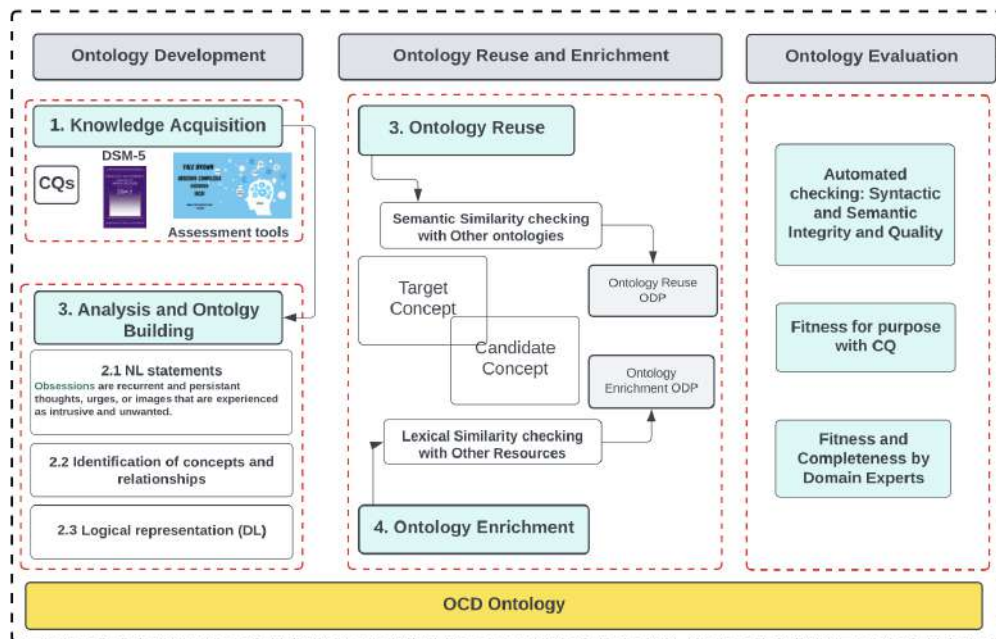 Ontology Development
1. Knowledge Acquisition
CQs
DSM-5
YALE BROWN
OBSESSIVE COMPULSIVE
Assessment tools
3. Analysis and Ontolgy
Building
2.1 NL statements
Obsessions are recurrent and persistant
thoughts, urges, or images that are experienced
as intrusive and unwanted.
2.2 Identification of concepts and
relationships
2.3 Logical representation (DL)
Ontology Reuse and Enrichment
3. Ontology Reuse
Semantic Similarity checking
with Other ontologies
Ontology Reuse
ODP
Target
Concept
Candidate
Concept
Ontology
Enrichment ODP
Lexical Similarity checking
with Other Resources
4. Ontology Enrichment
Ontology Evaluation
Automated
checking: Syntactic
and Semantic
Integrity and Quality
Fitness for purpose
with CQ
Fitness and
Completeness by
Domain Experts
OCD Ontology